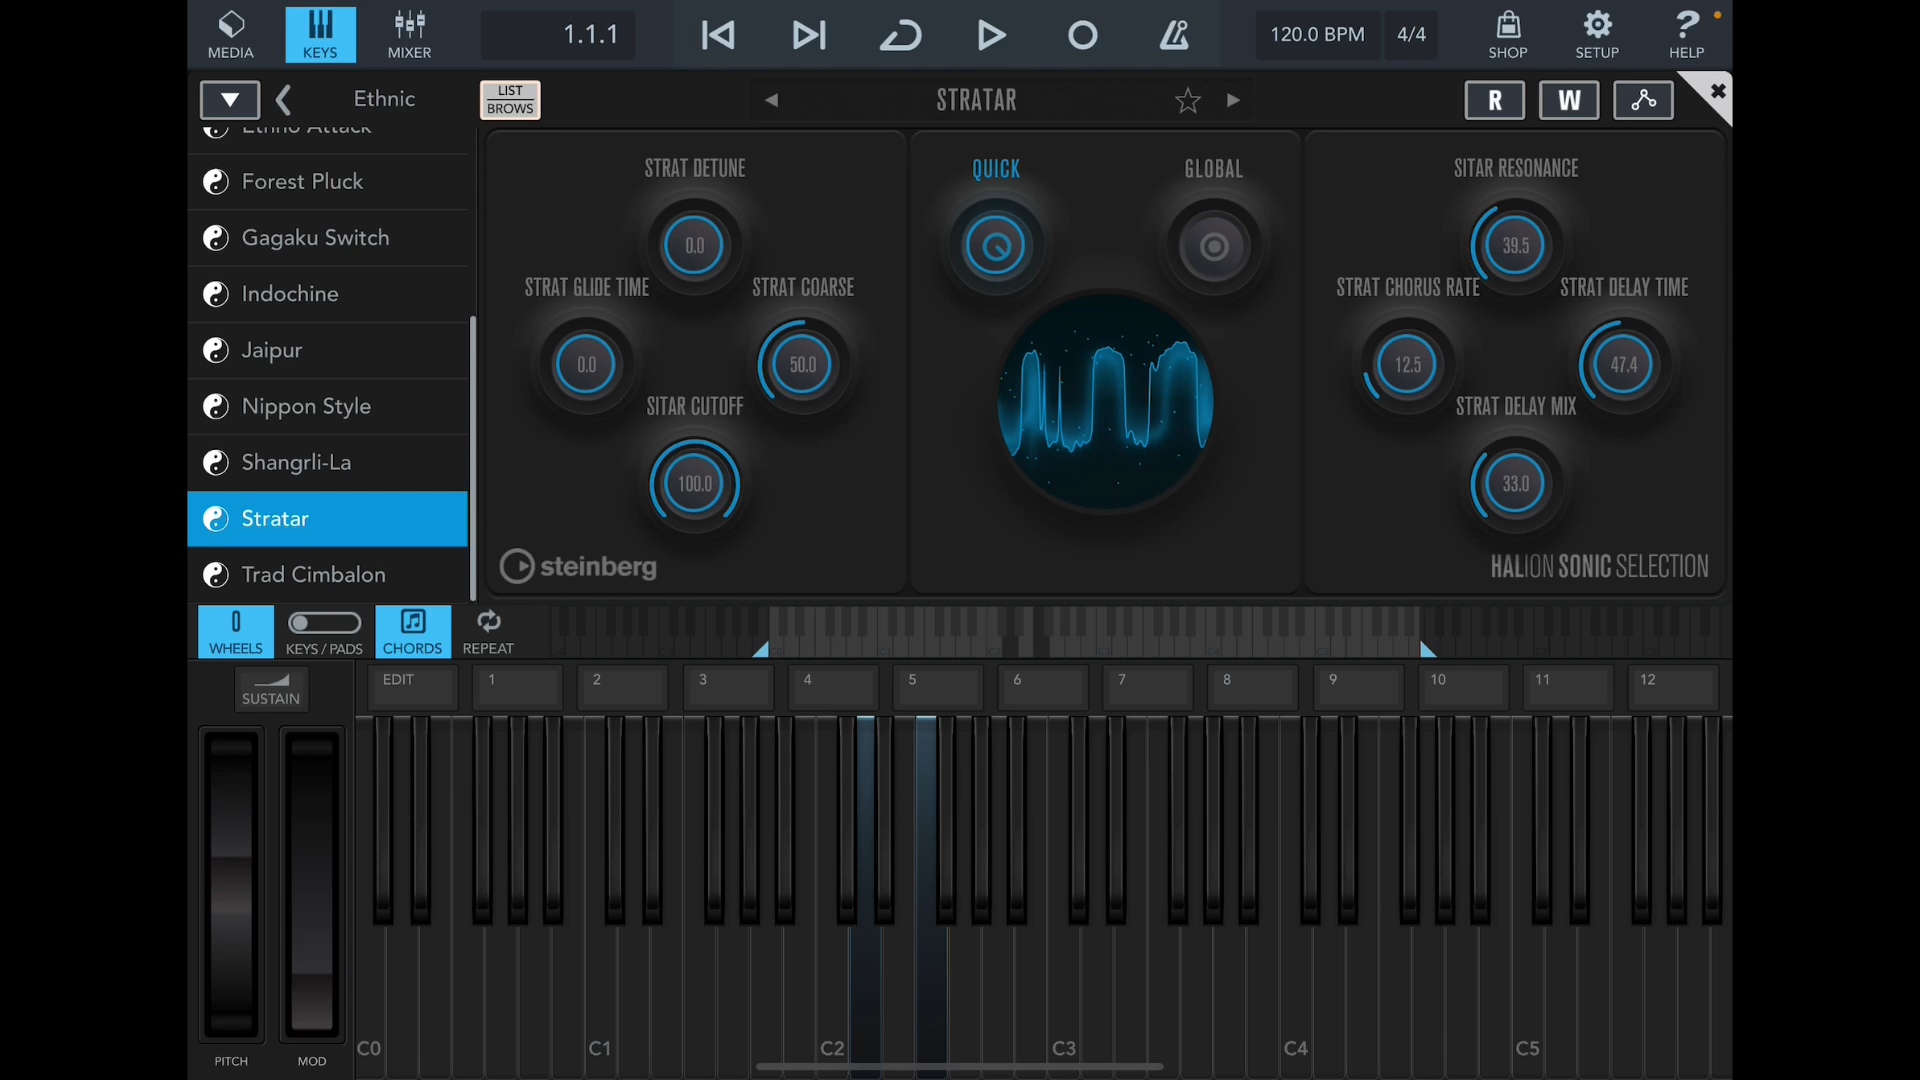 MEDIA
KEYS
MIXER
1.1.1
120.0 BPM
4/4
SHOP
SETUP
HELP
Ethnic
LIST
BROWS
STRATAR
R
W
Ethno Attack
Forest Pluck
Gagaku Switch
Indochine
Jaipur
Nippon Style
Shangrli-La
Stratar
Trad Cimbalon
STRAT DETUNE
0.0
STRAT GLIDE TIME
0.0
STRAT COARSE
50.0
SITAR CUTOFF
100.0
steinberg
QUICK
GLOBAL
SITAR RESONANCE
39.5
STRAT CHORUS RATE
12.5
STRAT DELAY TIME
47.4
STRAT DELAY MIX
33.0
HALION SONIC SELECTION
WHEELS
KEYS / PADS
CHORDS
REPEAT
SUSTAIN
EDIT
1
2
3
4
5
6
7
8
9
10
11
12
C0
C1
C2
C3
C4
C5
PITCH
MOD